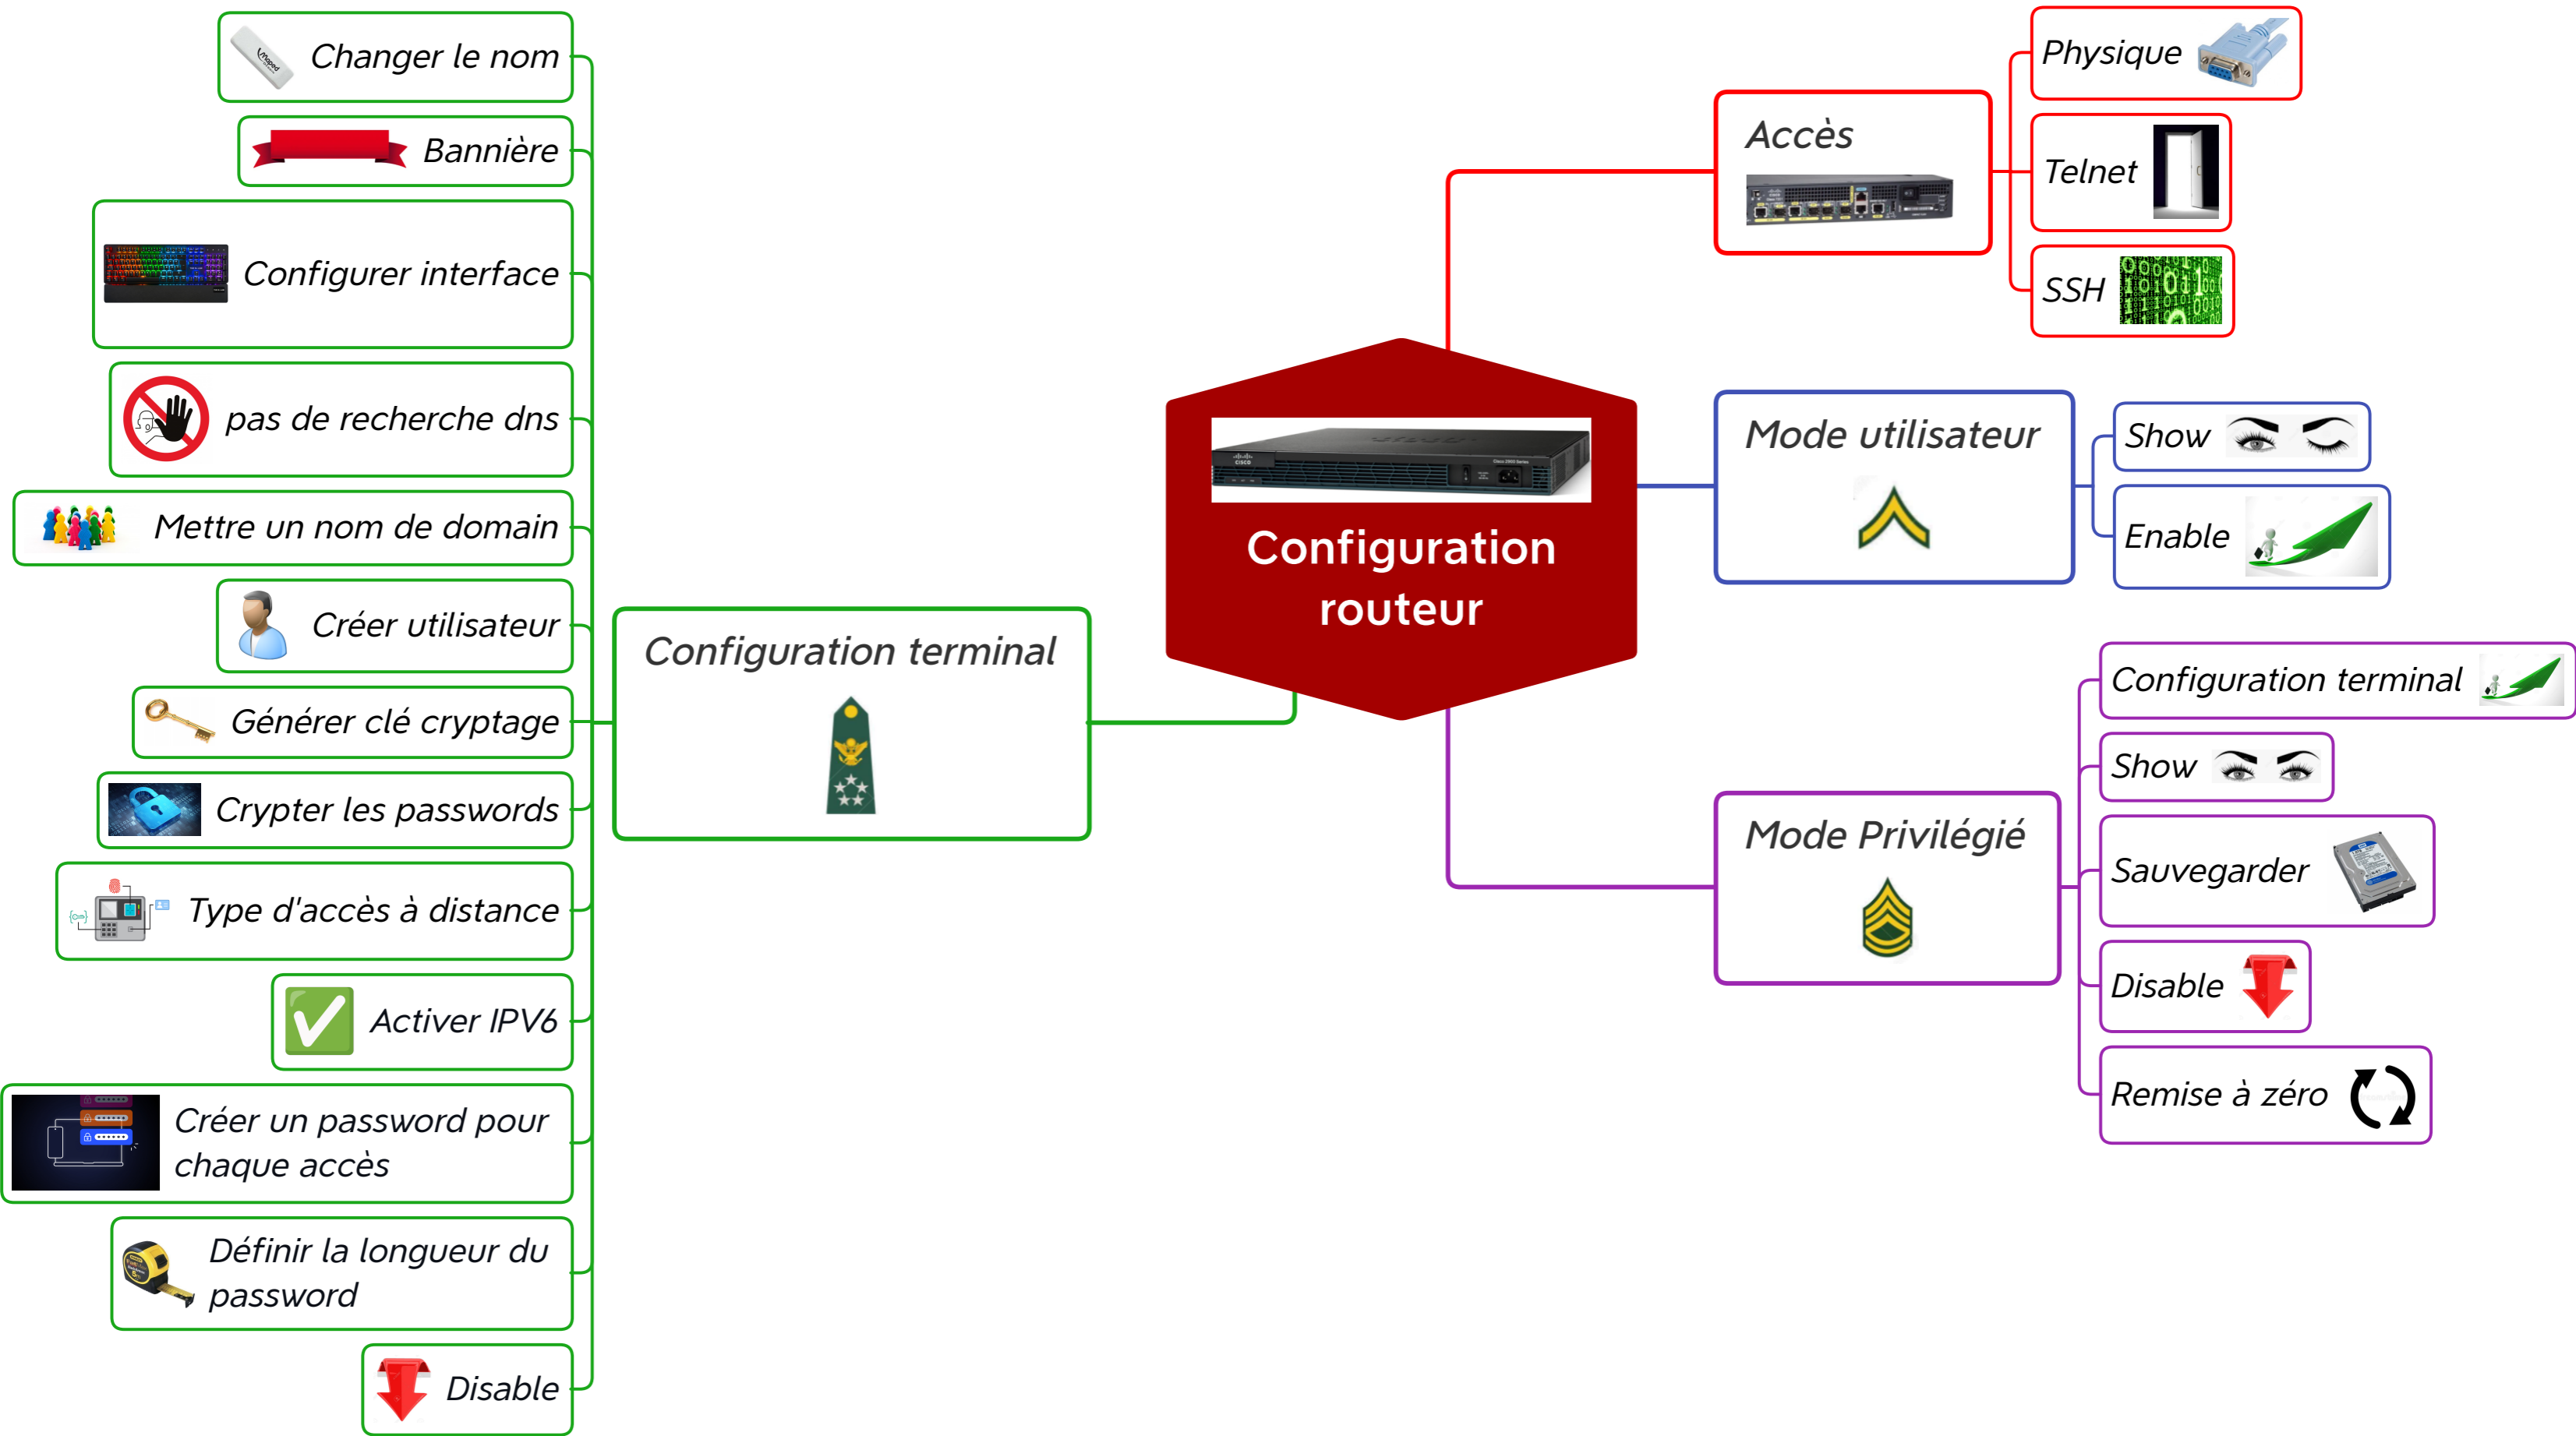 Configuration
routeur
CISCO
Accès
Physique
Telnet
SSH
Mode utilisateur
Show
Enable
Mode Privilégié
Configuration terminal
Show
Sauvegarder
Disable
Remise à zéro
Configuration terminal
Changer le nom
Maped
Bannière
Configurer interface
pas de recherche dns
Mettre un nom de domain
Créer utilisateur
Générer clé cryptage
Crypter les passwords
Type d'accès à distance
Activer IPV6
Créer un password pour
chaque accès
Définir la longueur du
password
Disable